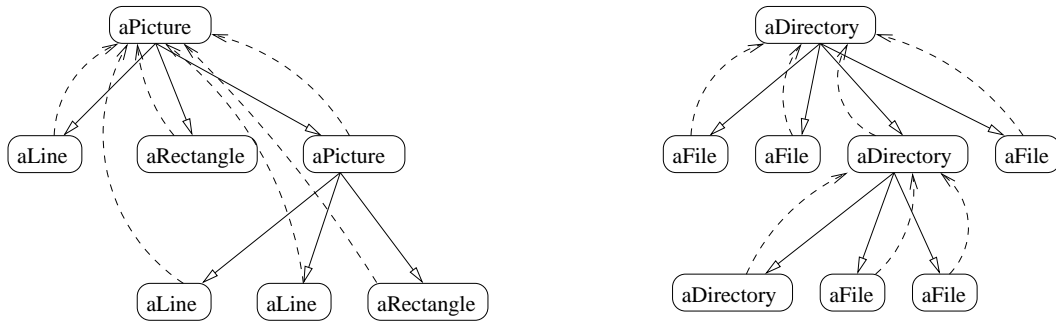 aPicture
aDirectory
aLine
aRectangle
aPicture
aFile
aFile
aDirectory
aFile
aLine
aLine
aRectangle
aDirectory
aFile
aFile